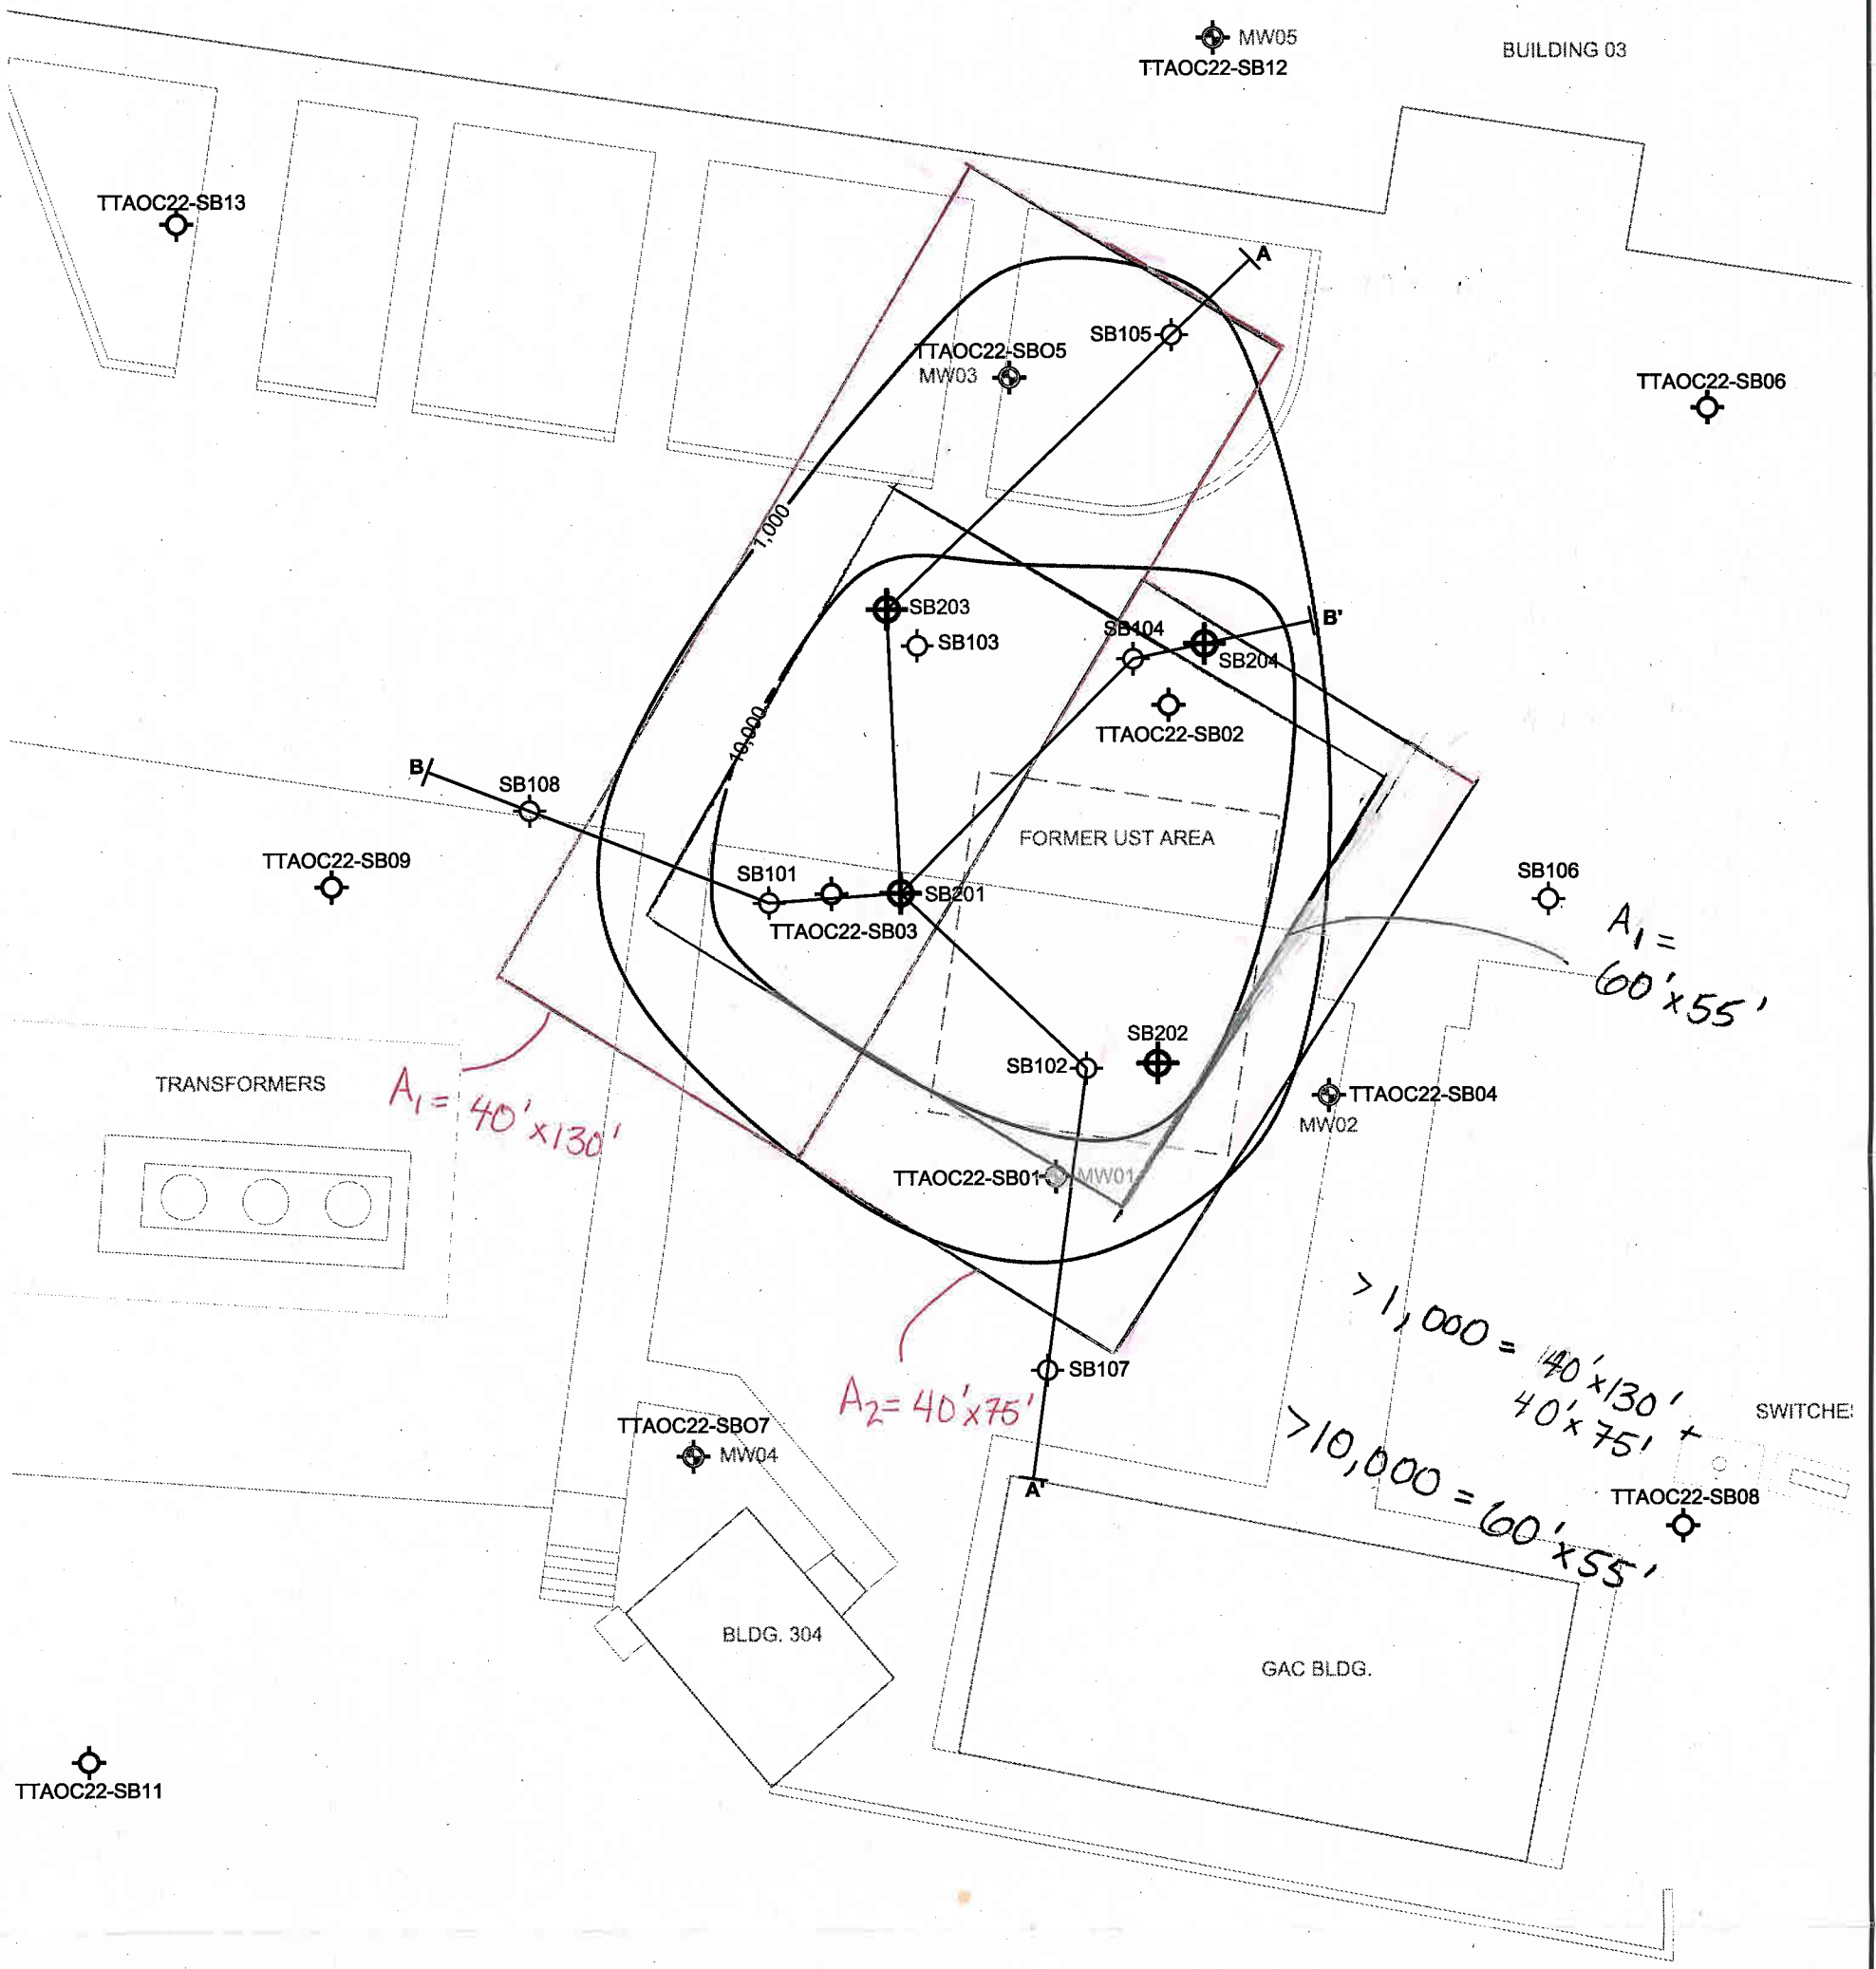 MW05
TTAOC22-SB12
BUILDING 03
TTAOC22-SB13
A
SB105
TTAOC22-SBO5
MW03
TTAOC22-SB06
1,000
SB203
B'
SB104
SB103
SB204
TTAOC22-SB02
10,000
B
SB108
FORMER UST AREA
TTAOC22-SB09
SB101
SB201
SB106
TTAOC22-SB03
A₁ =
60'x55'
SB202
SB102
TRANSFORMERS
A₁= 40'x130'
TTAOC22-SB04
MW02
TTAOC22-SB01
MW01
>1,000 = 40'x130' +
40'x75'
SB107
A₂= 40'x75'
SWITCHES
TTAOC22-SBO7
MW04
>10,000 = 60'x55'
A'
TTAOC22-SB08
BLDG. 304
GAC BLDG.
TTAOC22-SB11